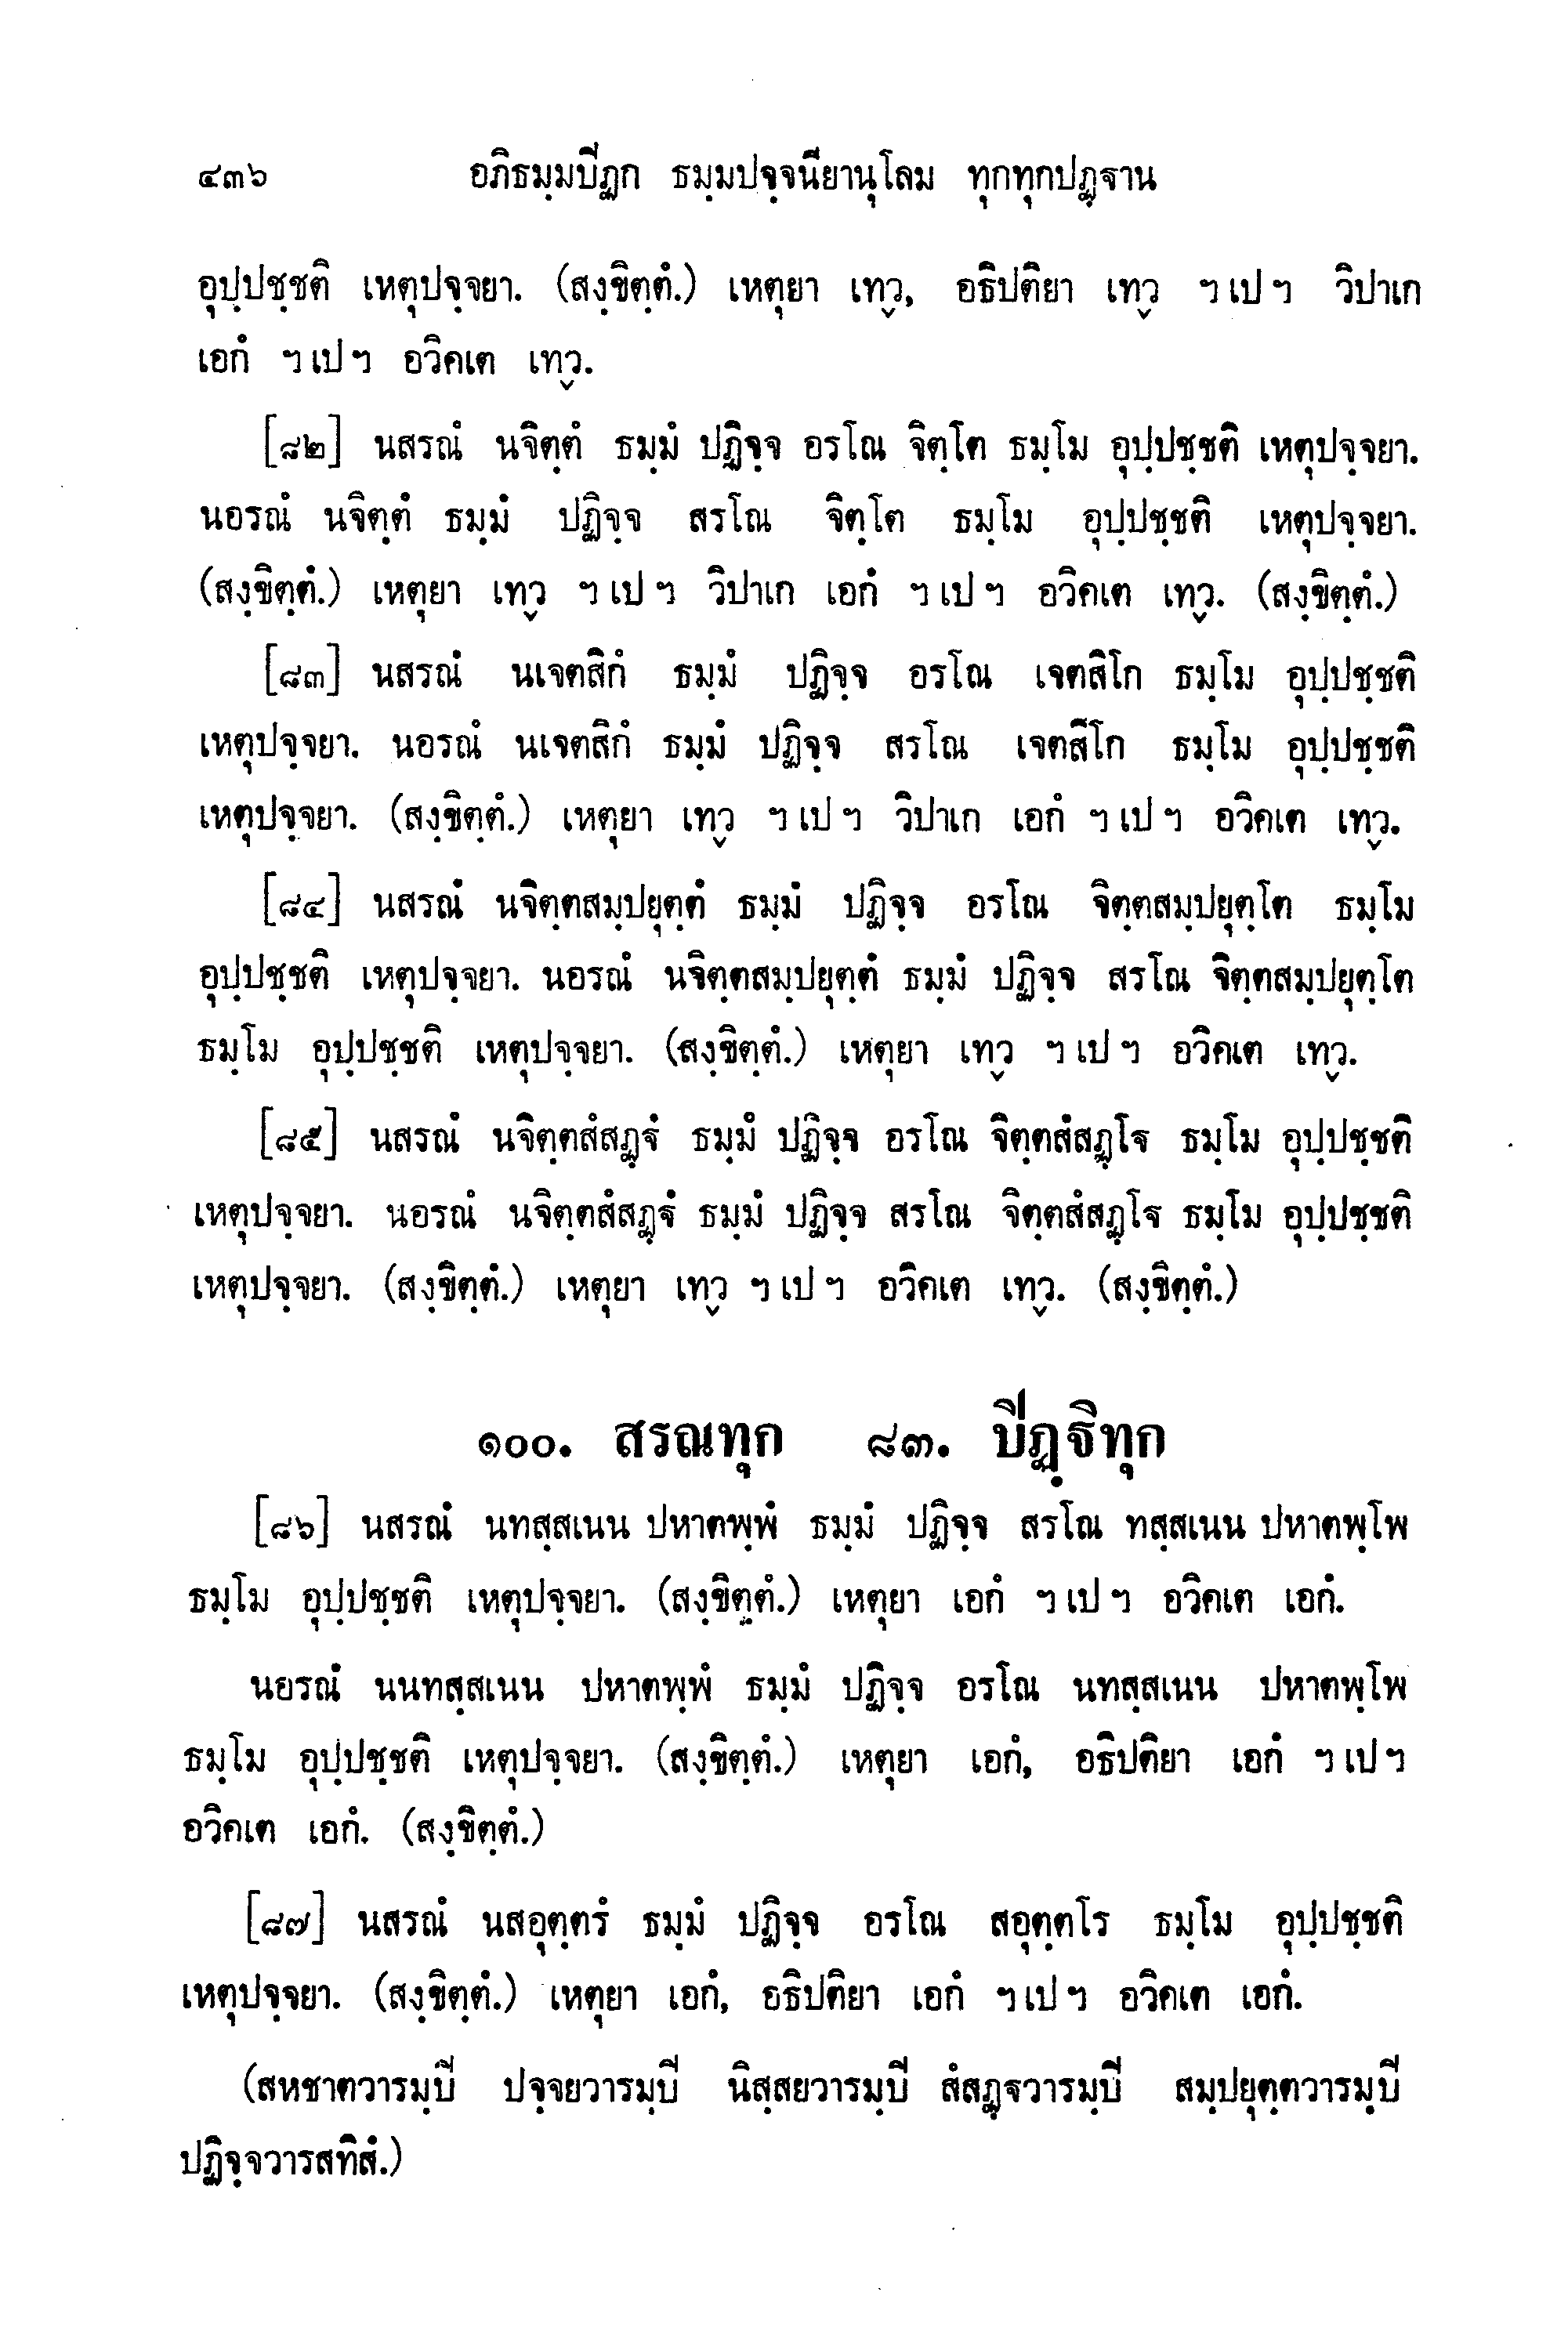 ๔๓๖ อภิธมฺมปิฏก ธมฺมปจฺจนียานุโลม ทุกทุกปฏฺฐาน
อุปฺปชฺชติ เหตุปจฺจยา. (สงฺขิตฺตํ.) เหตุยา เทฺว, อธิปติยา เทฺว ฯ เป ฯ วิปาเก
เอกํ ฯ เป ฯ อวิคเต เทฺว.
[๘๒] นสรณํ นจิตฺตํ ธมฺมํ ปฏิจฺจ อรโณ จิตฺโต ธมฺโม อุปฺปชฺชติ เหตุปจฺจยา.
นอรณํ นจิตฺตํ ธมฺมํ ปฏิจฺจ สรโณ จิตฺโต ธมฺโม อุปฺปชฺชติ เหตุปจฺจยา.
(สงฺขิตฺตํ.) เหตุยา เทฺว ฯ เป ฯ วิปาเก เอกํ ฯ เป ฯ อวิคเต เทฺว. (สงฺขิตฺตํ.)
[๘๓] นสรณํ นเจตสิกํ ธมฺมํ ปฏิจฺจ อรโณ เจตสิโก ธมฺโม อุปฺปชฺชติ
เหตุปจฺจยา. นอรณํ นเจตสิกํ ธมฺมํ ปฏิจฺจ สรโณ เจตสิโก ธมฺโม อุปฺปชฺชติ
เหตุปจฺจยา. (สงฺขิตฺตํ.) เหตุยา เทฺว ฯ เป ฯ วิปาเก เอกํ ฯ เป ฯ อวิคเต เทฺว.
[๘๔] นสรณํ นจิตฺตสมฺปยุตฺตํ ธมฺมํ ปฏิจฺจ อรโณ จิตฺตสมฺปยุตฺโต ธมฺโม
อุปฺปชฺชติ เหตุปจฺจยา. นอรณํ นจิตฺตสมฺปยุตฺตํ ธมฺมํ ปฏิจฺจ สรโณ จิตฺตสมฺปยุตฺโต
ธมฺโม อุปฺปชฺชติ เหตุปจฺจยา. (สงฺขิตฺตํ.) เหตุยา เทฺว ฯ เป ฯ อวิคเต เทฺว.
[๘๕] นสรณํ นจิตฺตสํสฏฺฐํ ธมฺมํ ปฏิจฺจ อรโณ จิตฺตสํสฏฺโฐ ธมฺโม อุปฺปชฺชติ
เหตุปจฺจยา. นอรณํ นจิตฺตสํสฏฺฐํ ธมฺมํ ปฏิจฺจ สรโณ จิตฺตสํสฏฺโฐ ธมฺโม อุปฺปชฺชติ
เหตุปจฺจยา. (สงฺขิตฺตํ.) เหตุยา เทฺว ฯ เป ฯ อวิคเต เทฺว. (สงฺขิตฺตํ.)
๑๐๐. สรณทุก ๘๓. ปิฏฺฐิทุก
[๘๖] นสรณํ นทสฺสเนน ปหาตพฺพํ ธมฺมํ ปฏิจฺจ สรโณ ทสฺสเนน ปหาตพฺโพ
ธมฺโม อุปฺปชฺชติ เหตุปจฺจยา. (สงฺขิตฺตํ.) เหตุยา เอกํ ฯ เป ฯ อวิคเต เอกํ.
นอรณํ นนทสฺสเนน ปหาตพฺพํ ธมฺมํ ปฏิจฺจ อรโณ นทสฺสเนน ปหาตพฺโพ
ธมฺโม อุปฺปชฺชติ เหตุปจฺจยา. (สงฺขิตฺตํ.) เหตุยา เอกํ, อธิปติยา เอกํ ฯ เป ฯ
อวิคเต เอกํ. (สงฺขิตฺตํ.)
[๘๗] นสรณํ นสอุตฺตรํ ธมฺมํ ปฏิจฺจ อรโณ สอุตฺตโร ธมฺโม อุปฺปชฺชติ
เหตุปจฺจยา. (สงฺขิตฺตํ.) เหตุยา เอกํ, อธิปติยา เอกํ ฯ เป ฯ อวิคเต เอกํ.
(สหชาตวารมฺปิ ปจฺจยวารมฺปิ นิสฺสยวารมฺปิ สํสฏฺฐวารมฺปิ สมฺปยุตฺตวารมฺปิ
ปฏิจฺจวารสทิสํ.)